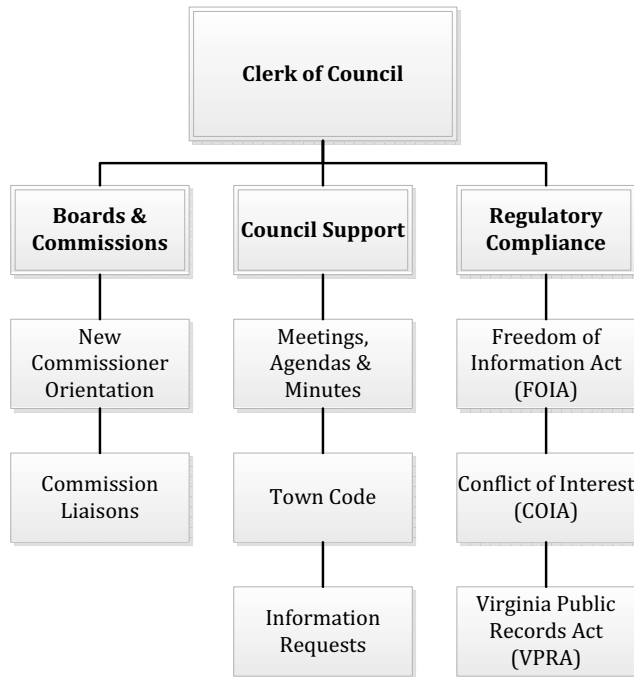 Clerk of Council
Boards &
Commissions
Council Support
Regulatory
Compliance
New
Commissioner
Orientation
Meetings,
Agendas &
Minutes
Freedom of
Information Act
(FOIA)
Commission
Liaisons
Town Code
Conflict of Interest
(COIA)
Information
Requests
Virginia Public
Records Act
(VPRA)